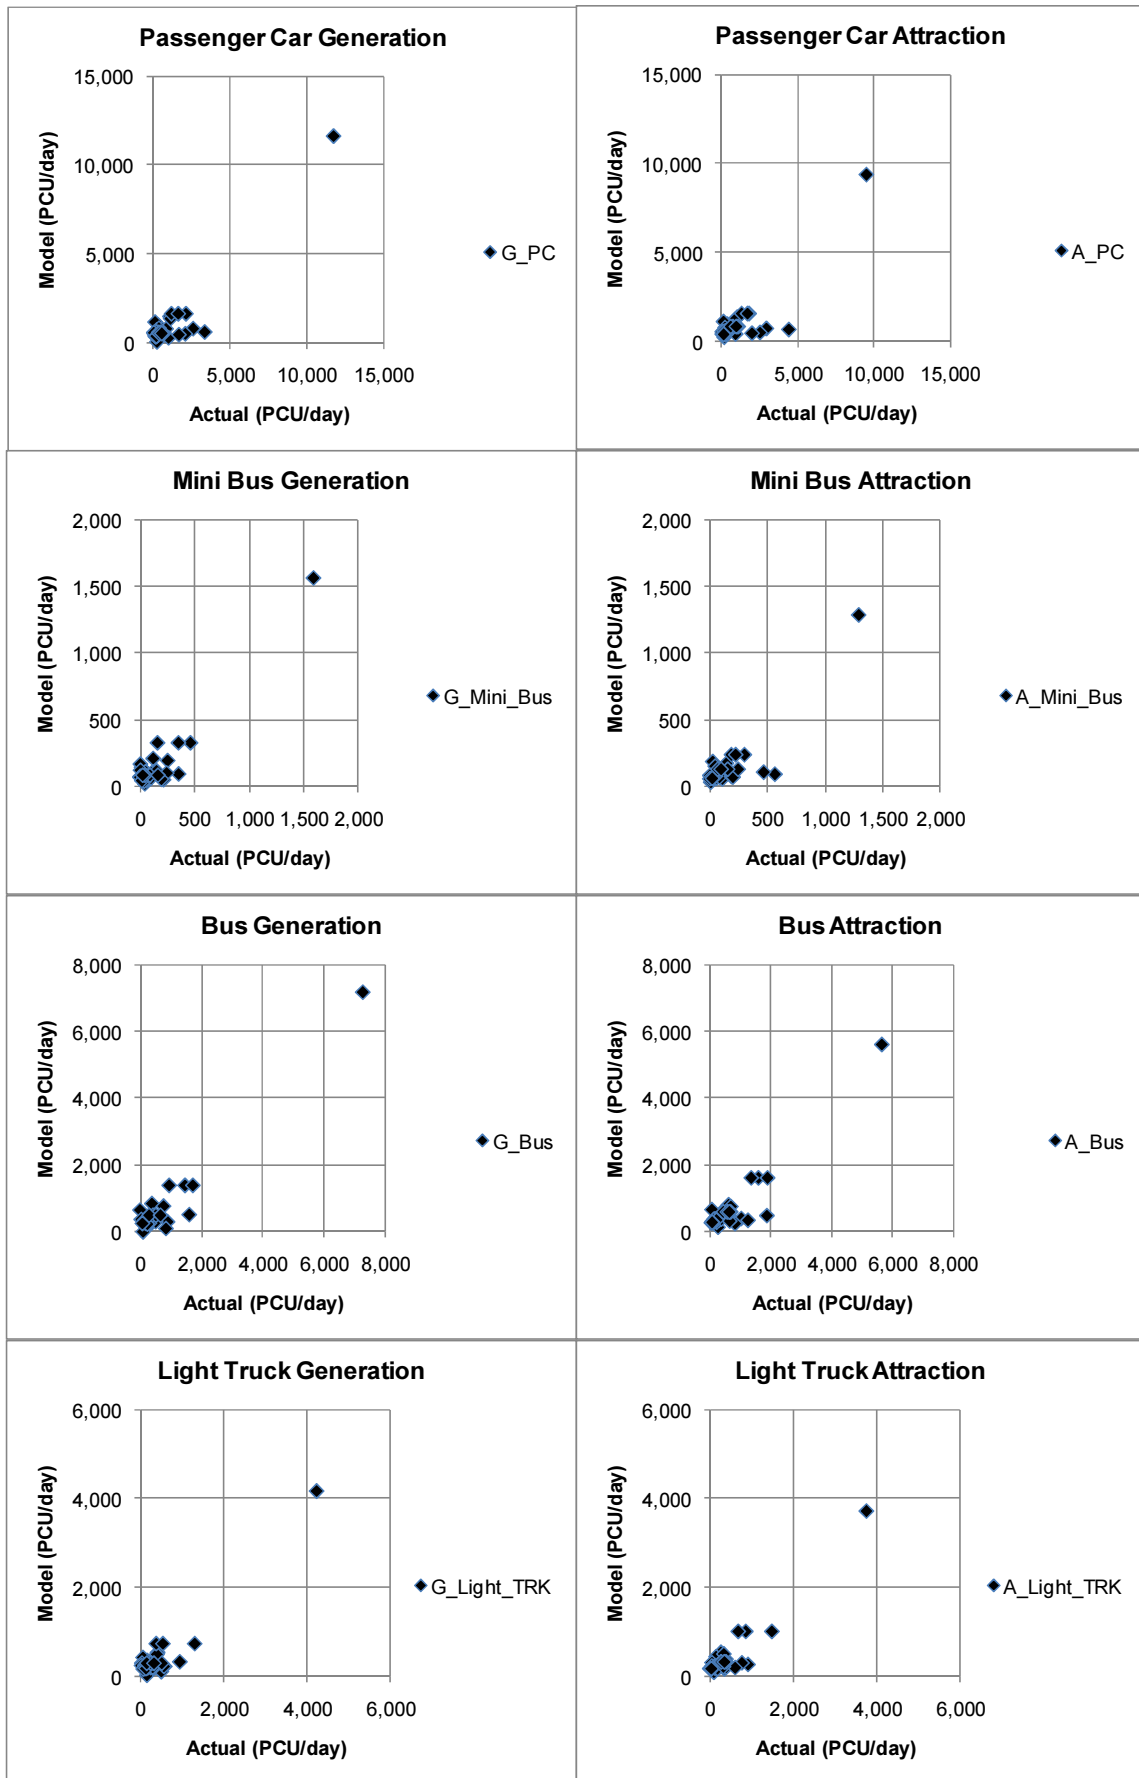 Passenger Car Generation
15,000
10,000
5,000
0
0 5,000 10,000 15,000
Model (PCU/day)
Actual (PCU/day)
G_PC
Passenger Car Attraction
15,000
10,000
5,000
0
0 5,000 10,000 15,000
Model (PCU/day)
Actual (PCU/day)
A_PC
Mini Bus Generation
2,000
1,500
1,000
500
0
0 500 1,000 1,500 2,000
Model (PCU/day)
Actual (PCU/day)
G_Mini_Bus
Mini Bus Attraction
2,000
1,500
1,000
500
0
0 500 1,000 1,500 2,000
Model (PCU/day)
Actual (PCU/day)
A_Mini_Bus
Bus Generation
8,000
6,000
4,000
2,000
0
0 2,000 4,000 6,000 8,000
Model (PCU/day)
Actual (PCU/day)
G_Bus
Bus Attraction
8,000
6,000
4,000
2,000
0
0 2,000 4,000 6,000 8,000
Model (PCU/day)
Actual (PCU/day)
A_Bus
Light Truck Generation
6,000
4,000
2,000
0
0 2,000 4,000 6,000
Model (PCU/day)
Actual (PCU/day)
G_Light_TRK
Light Truck Attraction
6,000
4,000
2,000
0
0 2,000 4,000 6,000
Model (PCU/day)
Actual (PCU/day)
A_Light_TRK